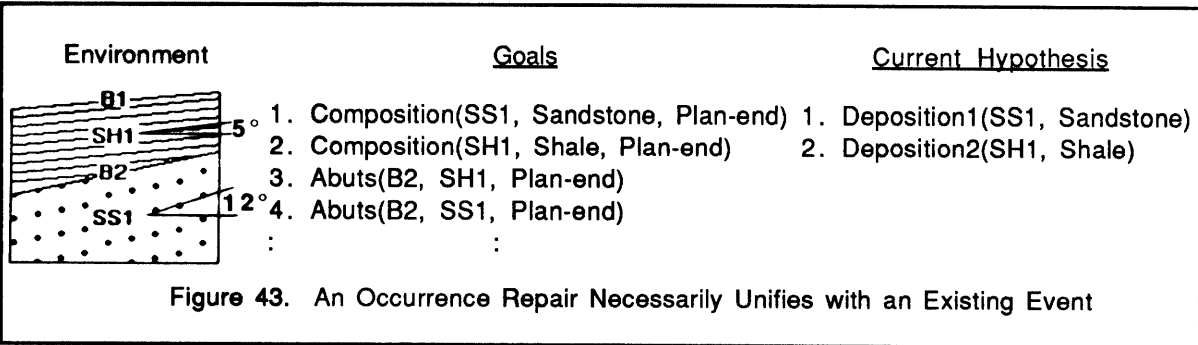 Environment Goals Current Hypothesis
B1
SH1
5°
B2
SS1
12°
1. Composition(SS1, Sandstone, Plan-end)
2. Composition(SH1, Shale, Plan-end)
3. Abuts(B2, SH1, Plan-end)
4. Abuts(B2, SS1, Plan-end)
: :
1. Deposition1(SS1, Sandstone)
2. Deposition2(SH1, Shale)
Figure 43. An Occurrence Repair Necessarily Unifies with an Existing Event